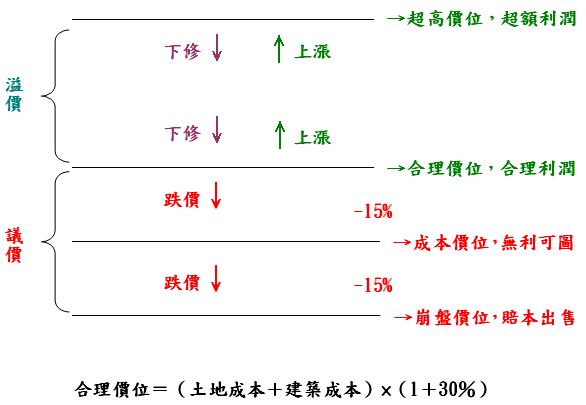 →超高價位，超額利潤
下修↓ ↑上漲
溢價
下修↓ ↑上漲
→合理價位，合理利潤
跌價↓
-15%
議價
→成本價位，無利可圖
跌價↓
-15%
→崩盤價位，賠本出售
合理價位＝（土地成本＋建築成本）×（1＋30%）